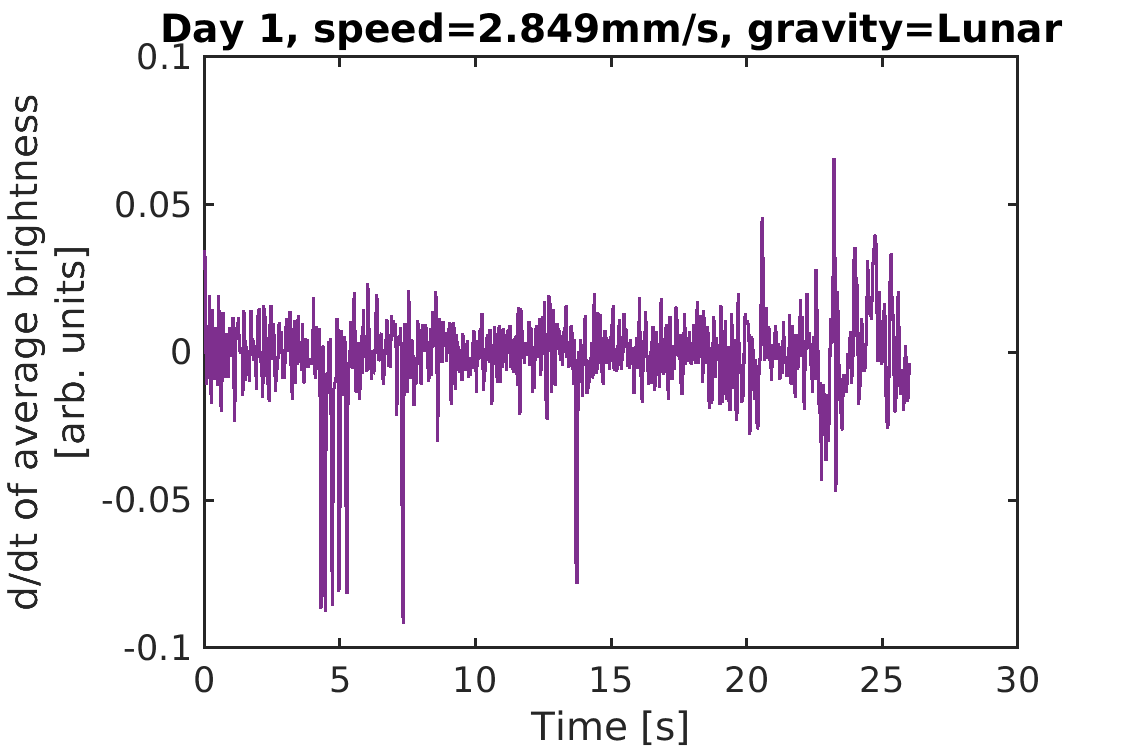 Day 1, speed=2.849mm/s, gravity=Lunar
d/dt of average brightness
[arb. units]
0.1
0.05
0
-0.05
-0.1
0 5 10 15 20 25 30
Time [s]